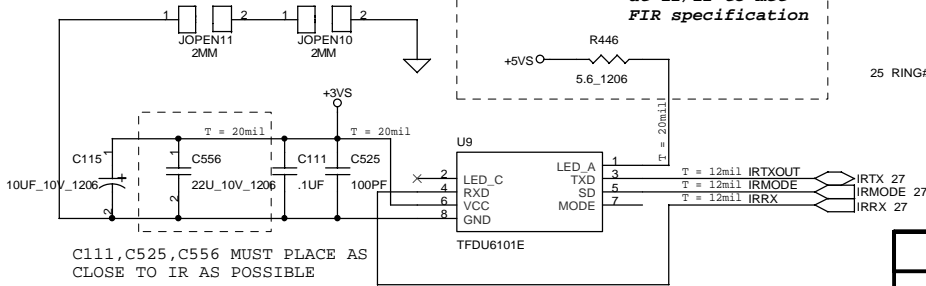 FIR specification
1 2 1 2
JOPEN11 JOPEN10
2MM 2MM
R446
+5VS
5.6_1206
25 RING#
+3VS
T = 20mil
T = 20mil T = 20mil
U9
C115 C556 C111 C525
10UF_10V_1206 22U_10V_1206 .1UF 100PF
1 2 1 2
2 LED_C LED_A 1
4 RXD TXD 3 T = 12mil IRTXOUT IRTX 27
6 VCC SD 5 T = 12mil IRMODE IRMODE 27
8 GND MODE 7 T = 12mil IRRX IRRX 27
TFDU6101E
C111,C525,C556 MUST PLACE AS
CLOSE TO IR AS POSSIBLE